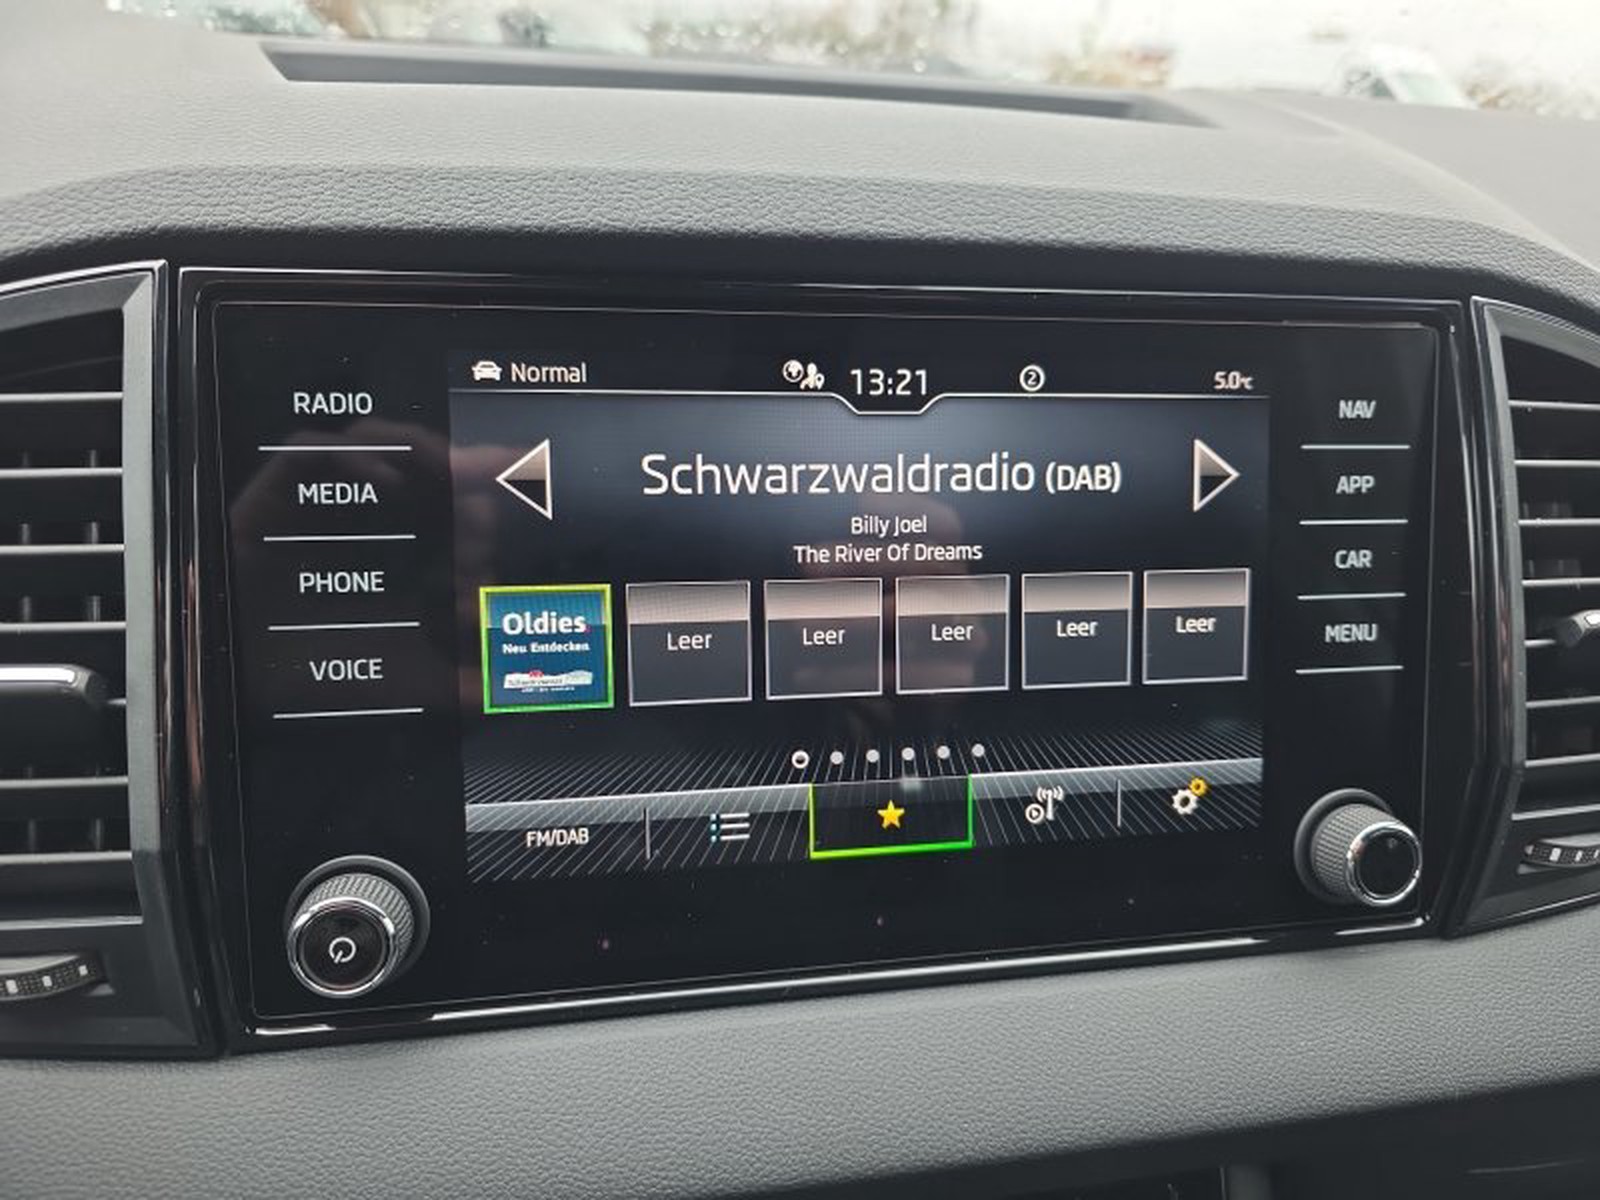 Normal
13:21
2
5.0°C
RADIO
MEDIA
PHONE
VOICE
Schwarzwaldradio (DAB)
Billy Joel
The River Of Dreams
Oldies
Neu Entdecken
Leer
Leer
Leer
Leer
Leer
FM/DAB
NAV
APP
CAR
MENU